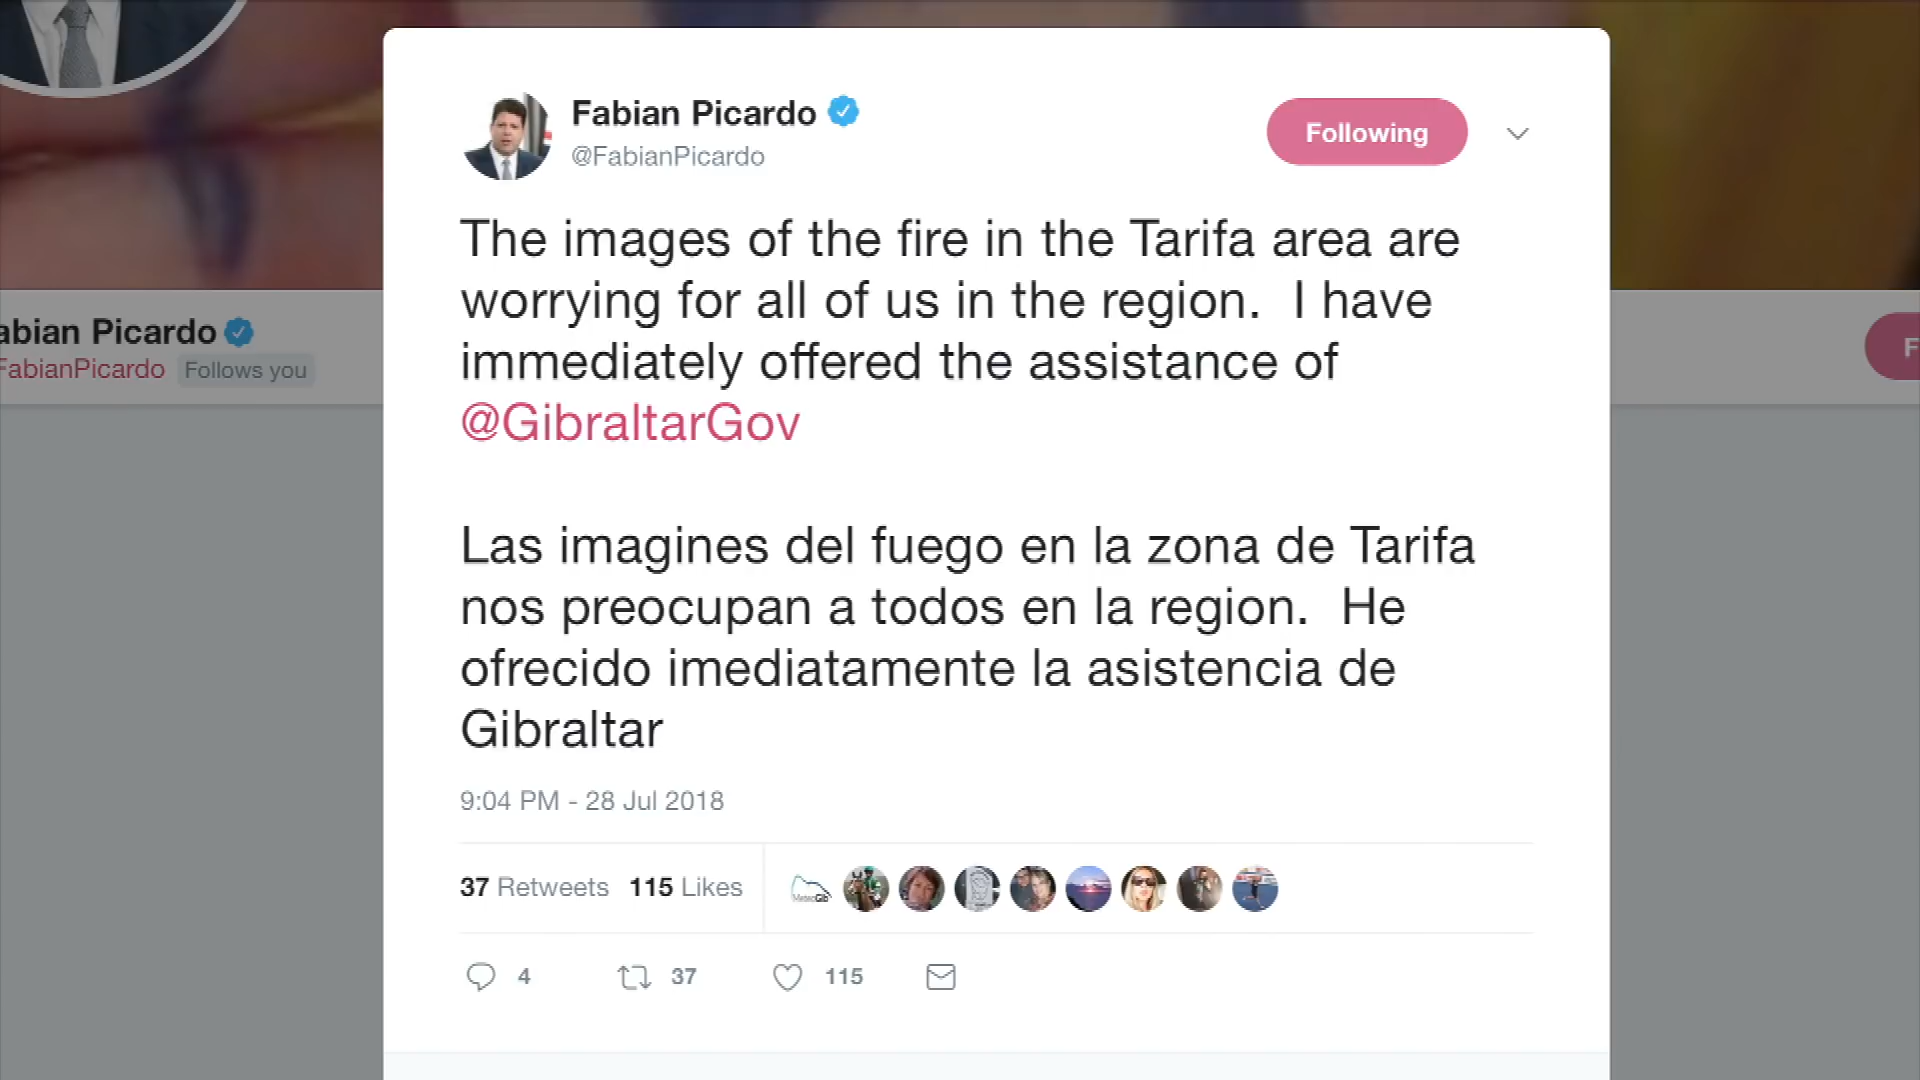 Fabian Picardo
@FabianPicardo
Following
The images of the fire in the Tarifa area are
worrying for all of us in the region.  I have
immediately offered the assistance of
@GibraltarGov
Las imagines del fuego en la zona de Tarifa
nos preocupan a todos en la region.  He
ofrecido imediatamente la asistencia de
Gibraltar
9:04 PM - 28 Jul 2018
37 Retweets 115 Likes
MeteoGib
4 37 115
abian Picardo
FabianPicardo Follows you
F